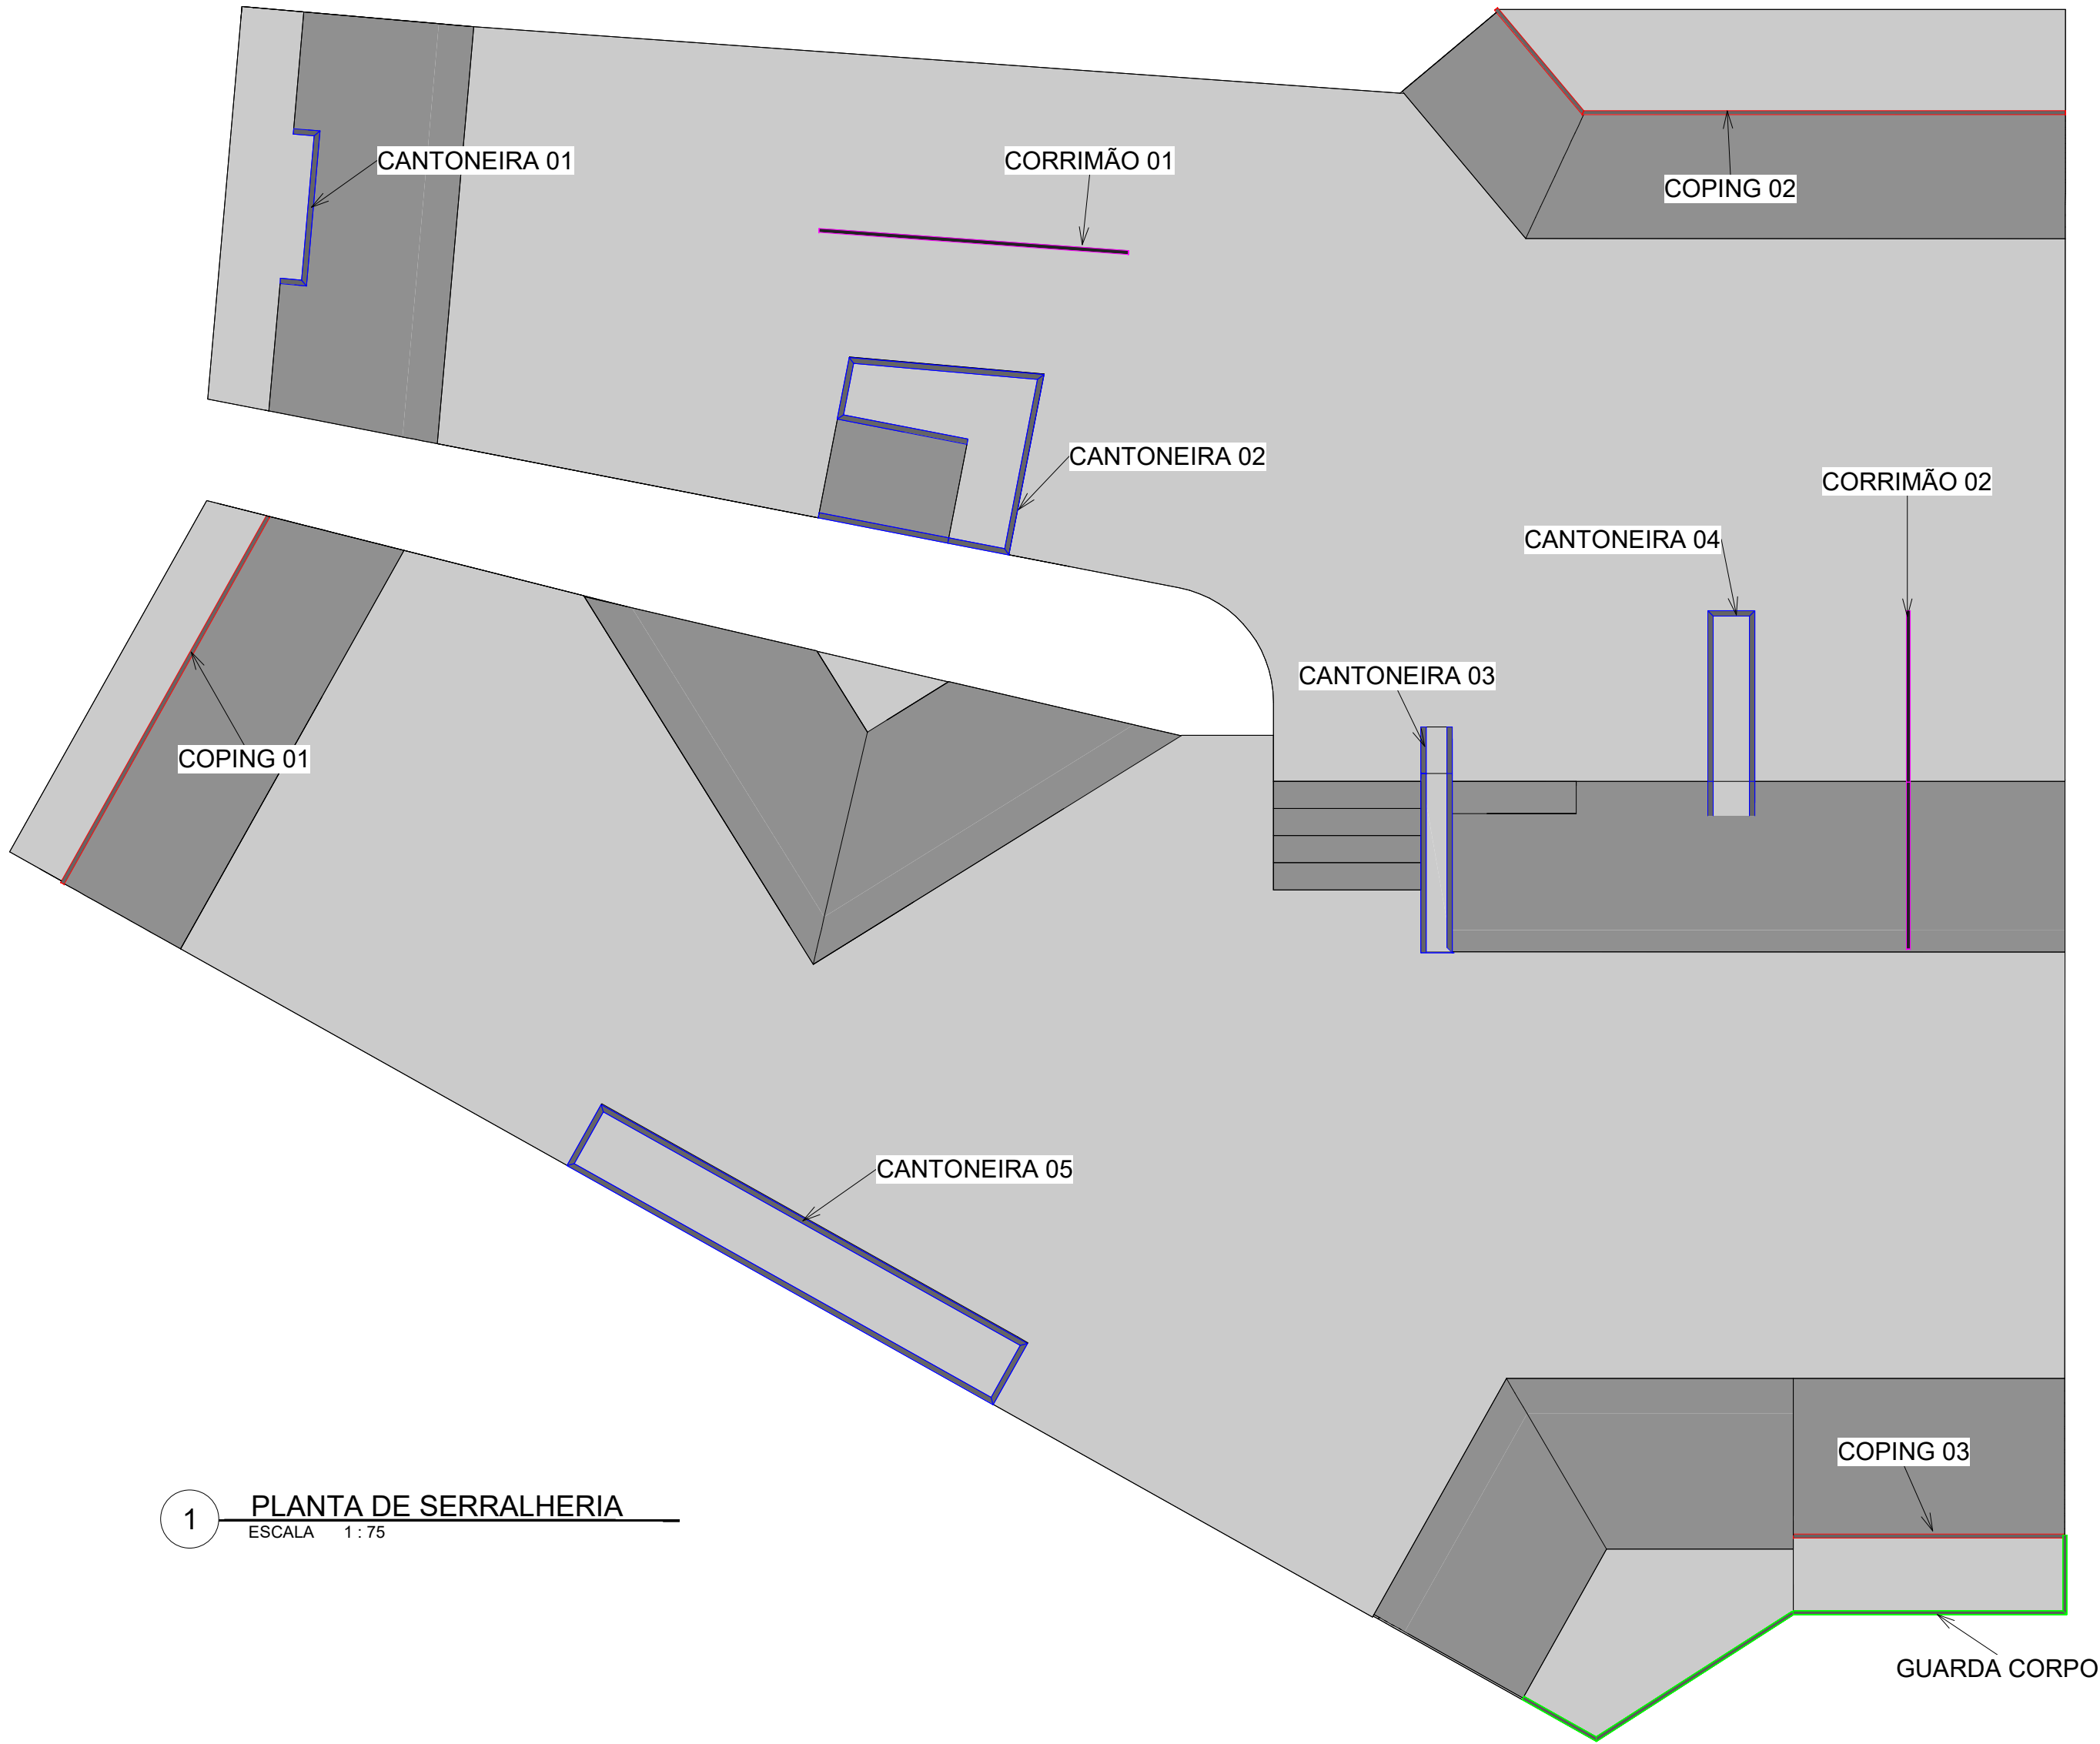 CANTONEIRA 01
CORRIMÃO 01
COPING 02
CANTONEIRA 02
CORRIMÃO 02
CANTONEIRA 04
CANTONEIRA 03
COPING 01
CANTONEIRA 05
COPING 03
1 PLANTA DE SERRALHERIA
ESCALA 1 : 75
GUARDA CORPO